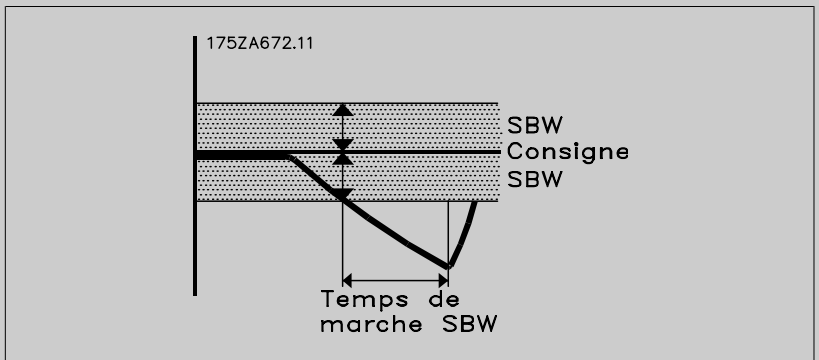 175ZA672.11
SBW
Consigne
SBW
Temps de
marche SBW